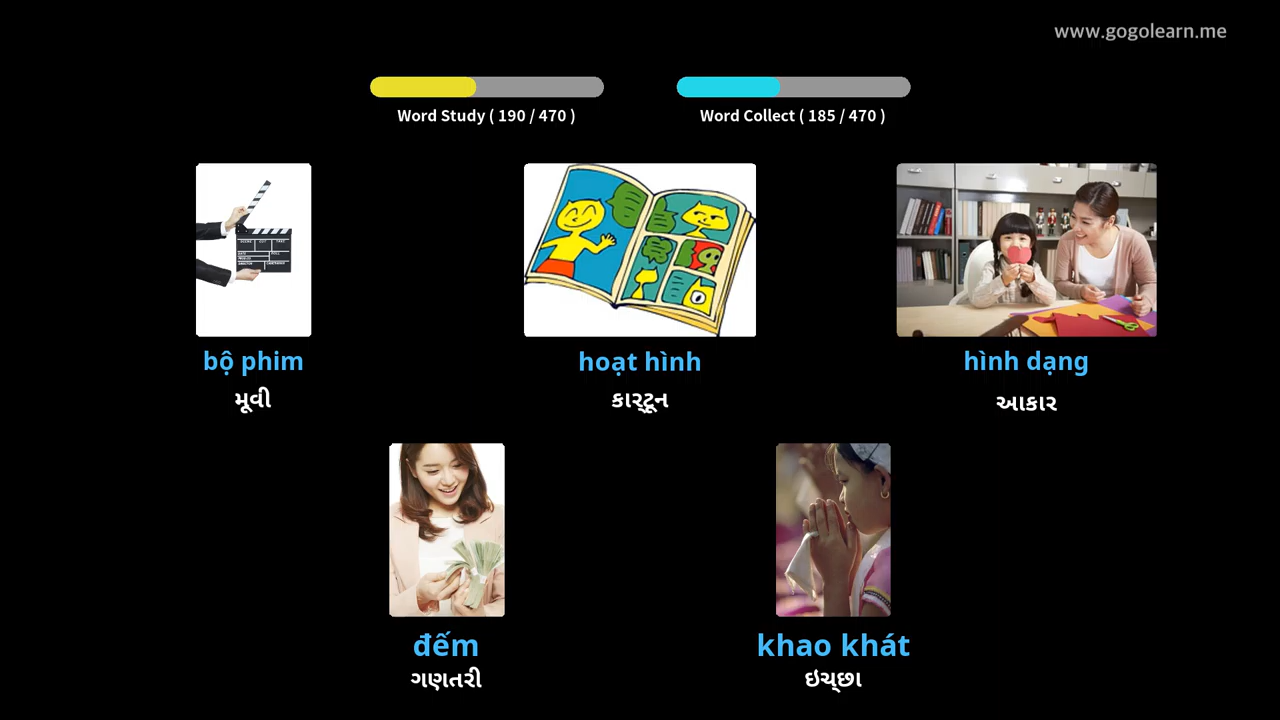 www.gogolearn.me
Word Study ( 190 / 470 )
Word Collect ( 185 / 470 )
bộ phim
hoạt hình
hình dạng
મૂવી
કાર્ટૂન
આકાર
đếm
khao khát
ગણતરી
ઇચ્છા